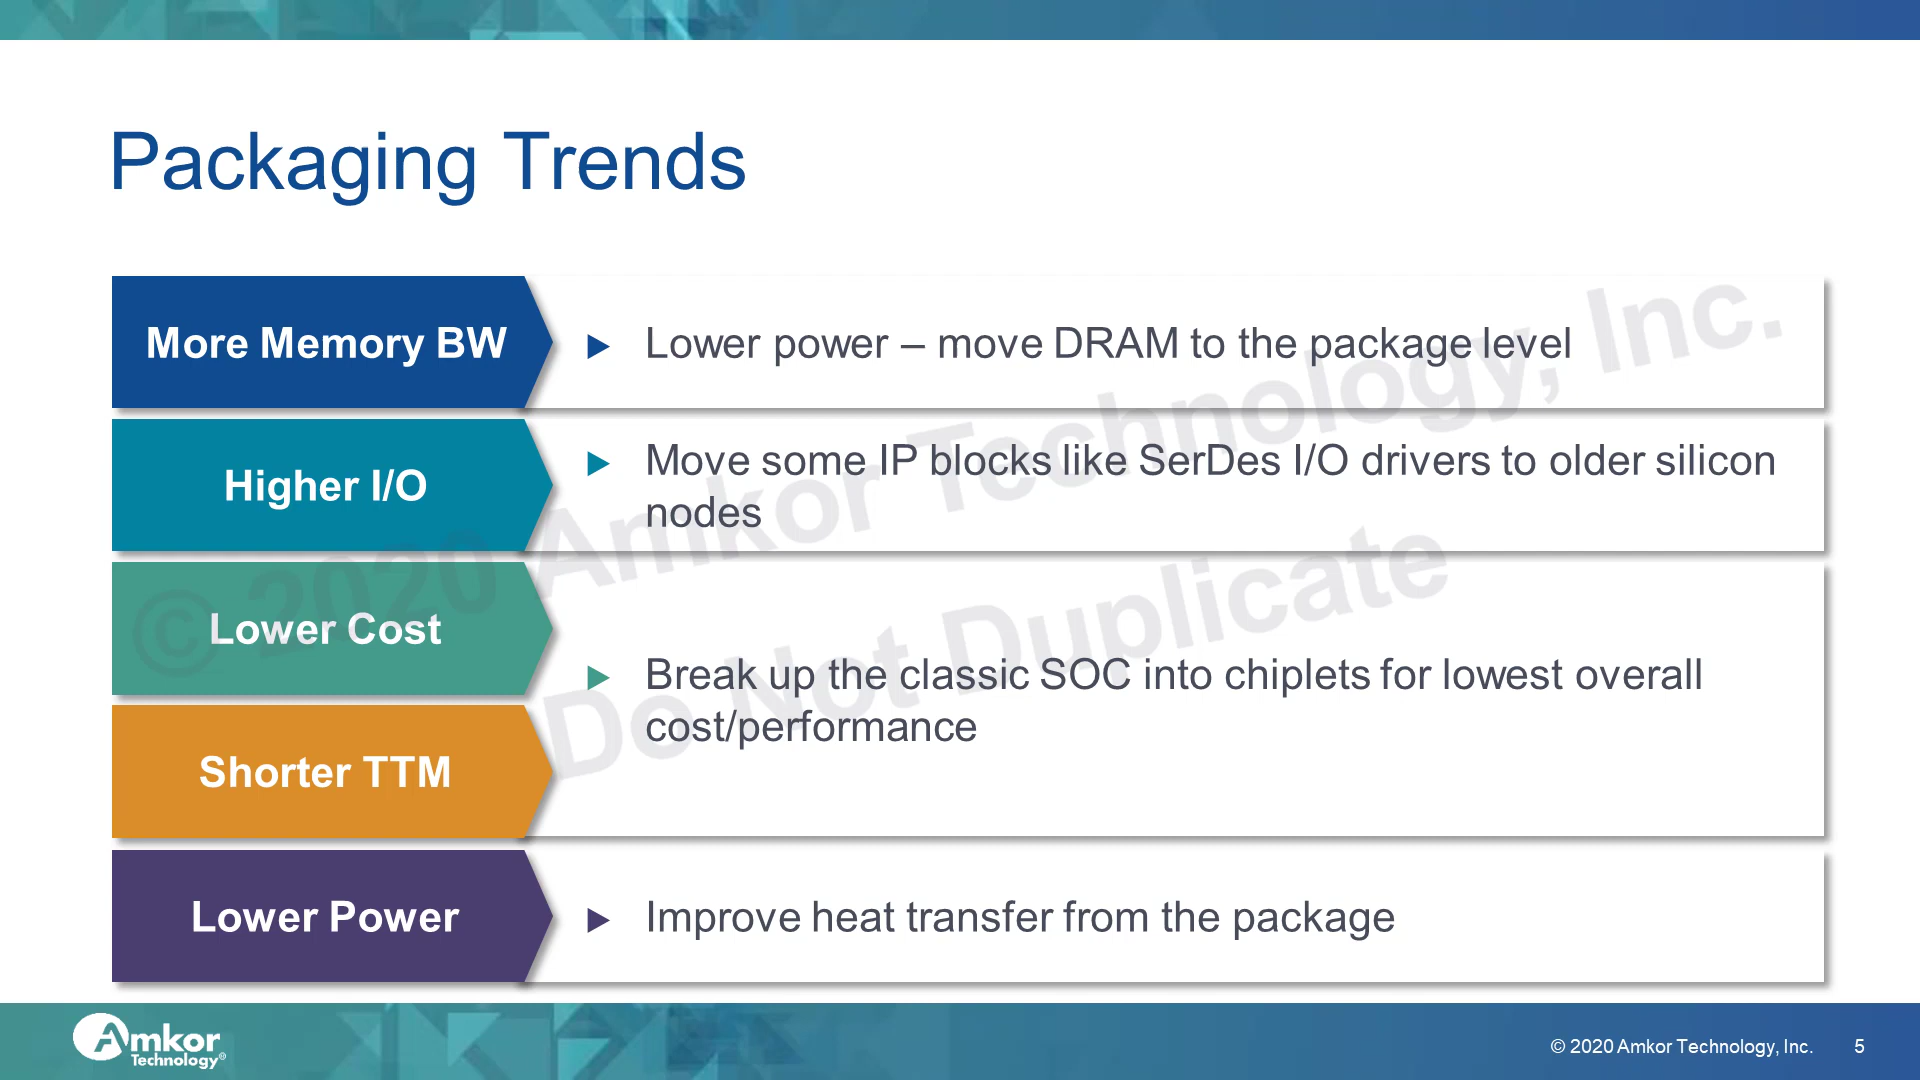 Packaging Trends
More Memory BW
Lower power – move DRAM to the package level
Higher I/O
Move some IP blocks like SerDes I/O drivers to older silicon
nodes
Lower Cost
Shorter TTM
Break up the classic SOC into chiplets for lowest overall
cost/performance
Lower Power
Improve heat transfer from the package
© 2020 Amkor Technology, Inc.
Do Not Duplicate
Amkor
Technology®
© 2020 Amkor Technology, Inc.
5